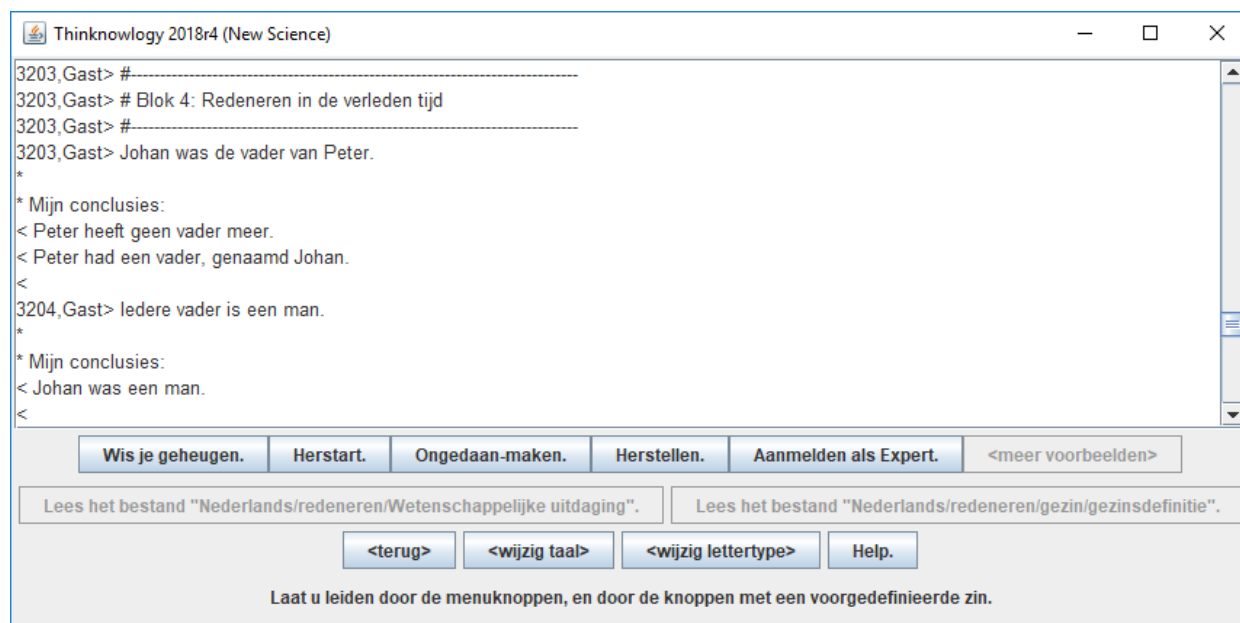 Thinknowlogy 2018r4 (New Science)
3203,Gast> #------------------------------------------------------------------------------
3203,Gast> # Blok 4: Redeneren in de verleden tijd
3203,Gast> #------------------------------------------------------------------------------
3203,Gast> Johan was de vader van Peter.
*
* Mijn conclusies:
< Peter heeft geen vader meer.
< Peter had een vader, genaamd Johan.
<
3204,Gast> Iedere vader is een man.
*
* Mijn conclusies:
< Johan was een man.
<
Wis je geheugen. Herstart. Ongedaan-maken. Herstellen. Aanmelden als Expert. <meer voorbeelden>
Lees het bestand "Nederlands/redeneren/Wetenschappelijke uitdaging". Lees het bestand "Nederlands/redeneren/gezin/gezinsdefinitie".
<terug> <wijzig taal> <wijzig lettertype> Help.
Laat u leiden door de menuknoppen, en door de knoppen met een voorgedefinieerde zin.